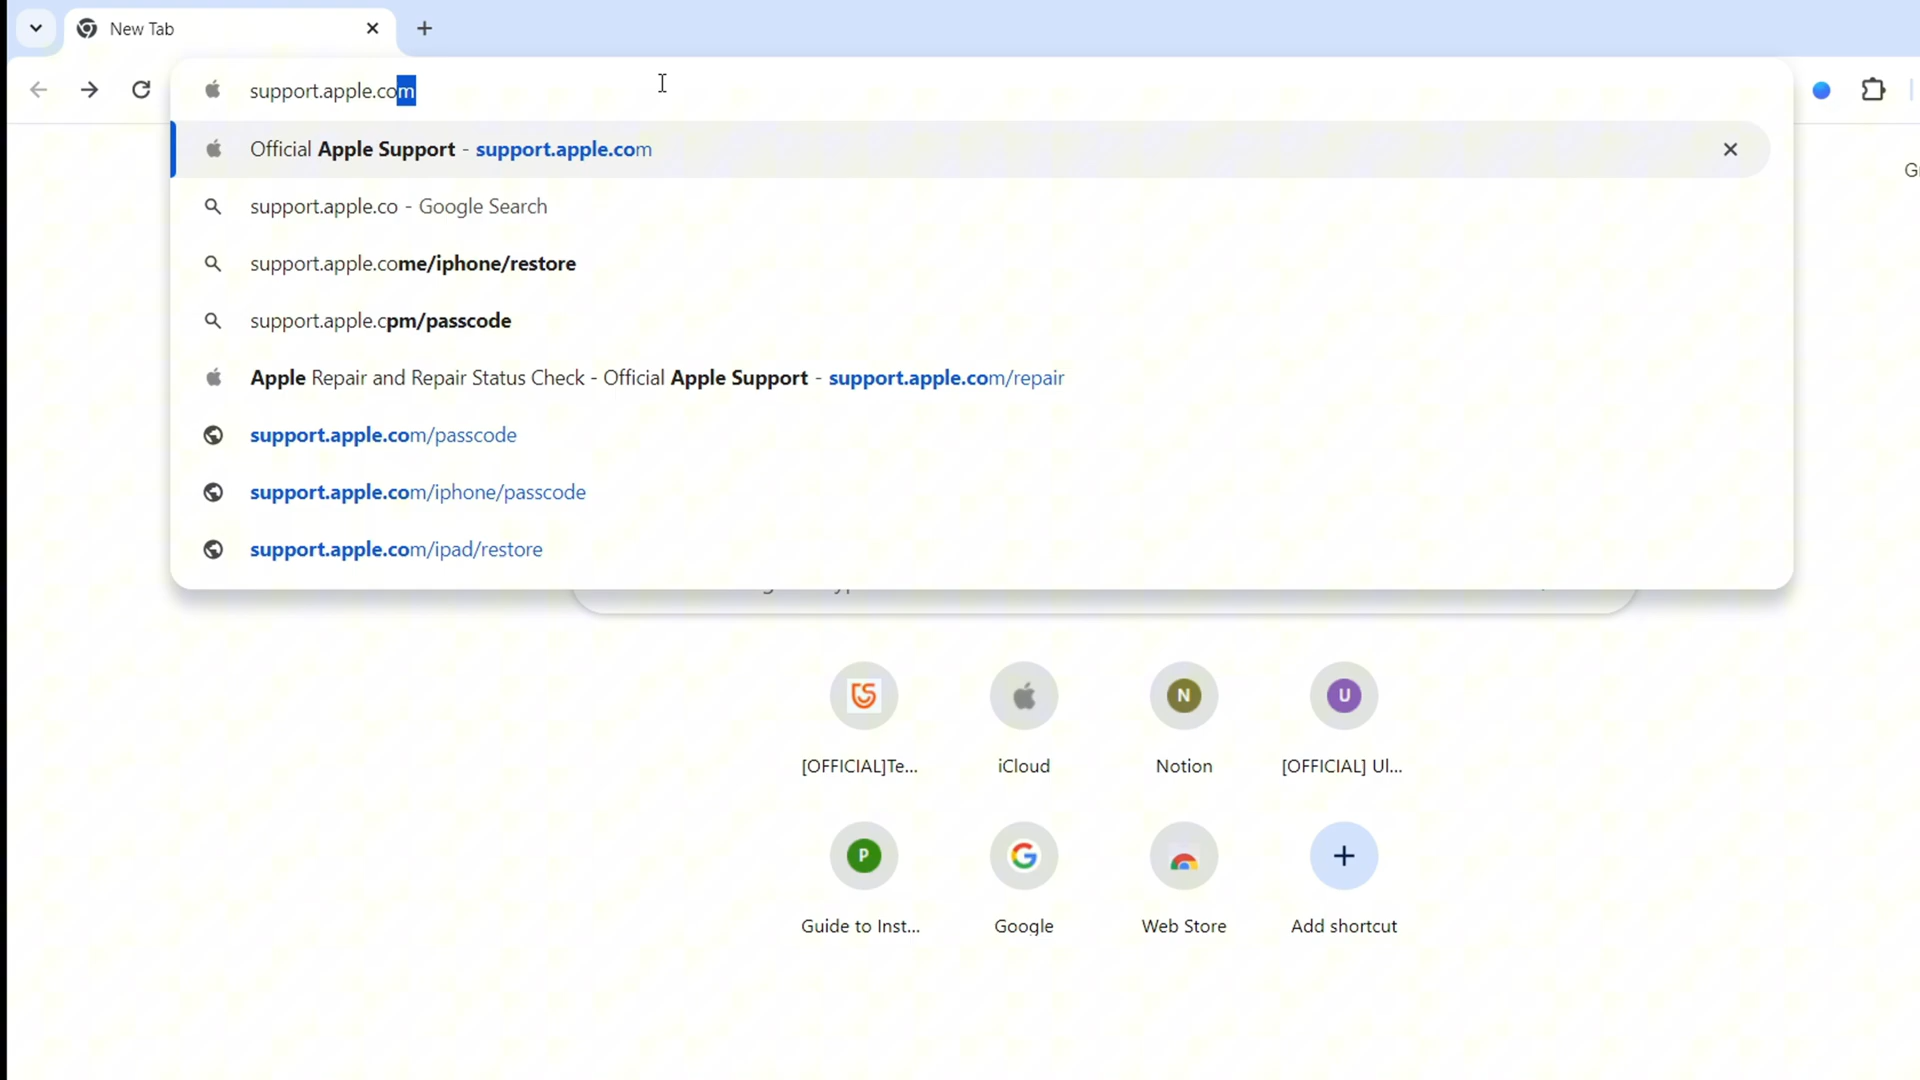 New Tab
support.apple.com
Official Apple Support - support.apple.com
support.apple.co - Google Search
support.apple.come/iphone/restore
support.apple.cpm/passcode
Apple Repair and Repair Status Check - Official Apple Support - support.apple.com/repair
support.apple.com/passcode
support.apple.com/iphone/passcode
support.apple.com/ipad/restore
[OFFICIAL]Te...
iCloud
N
Notion
U
[OFFICIAL] Ul...
P
Guide to Inst...
Google
Web Store
Add shortcut